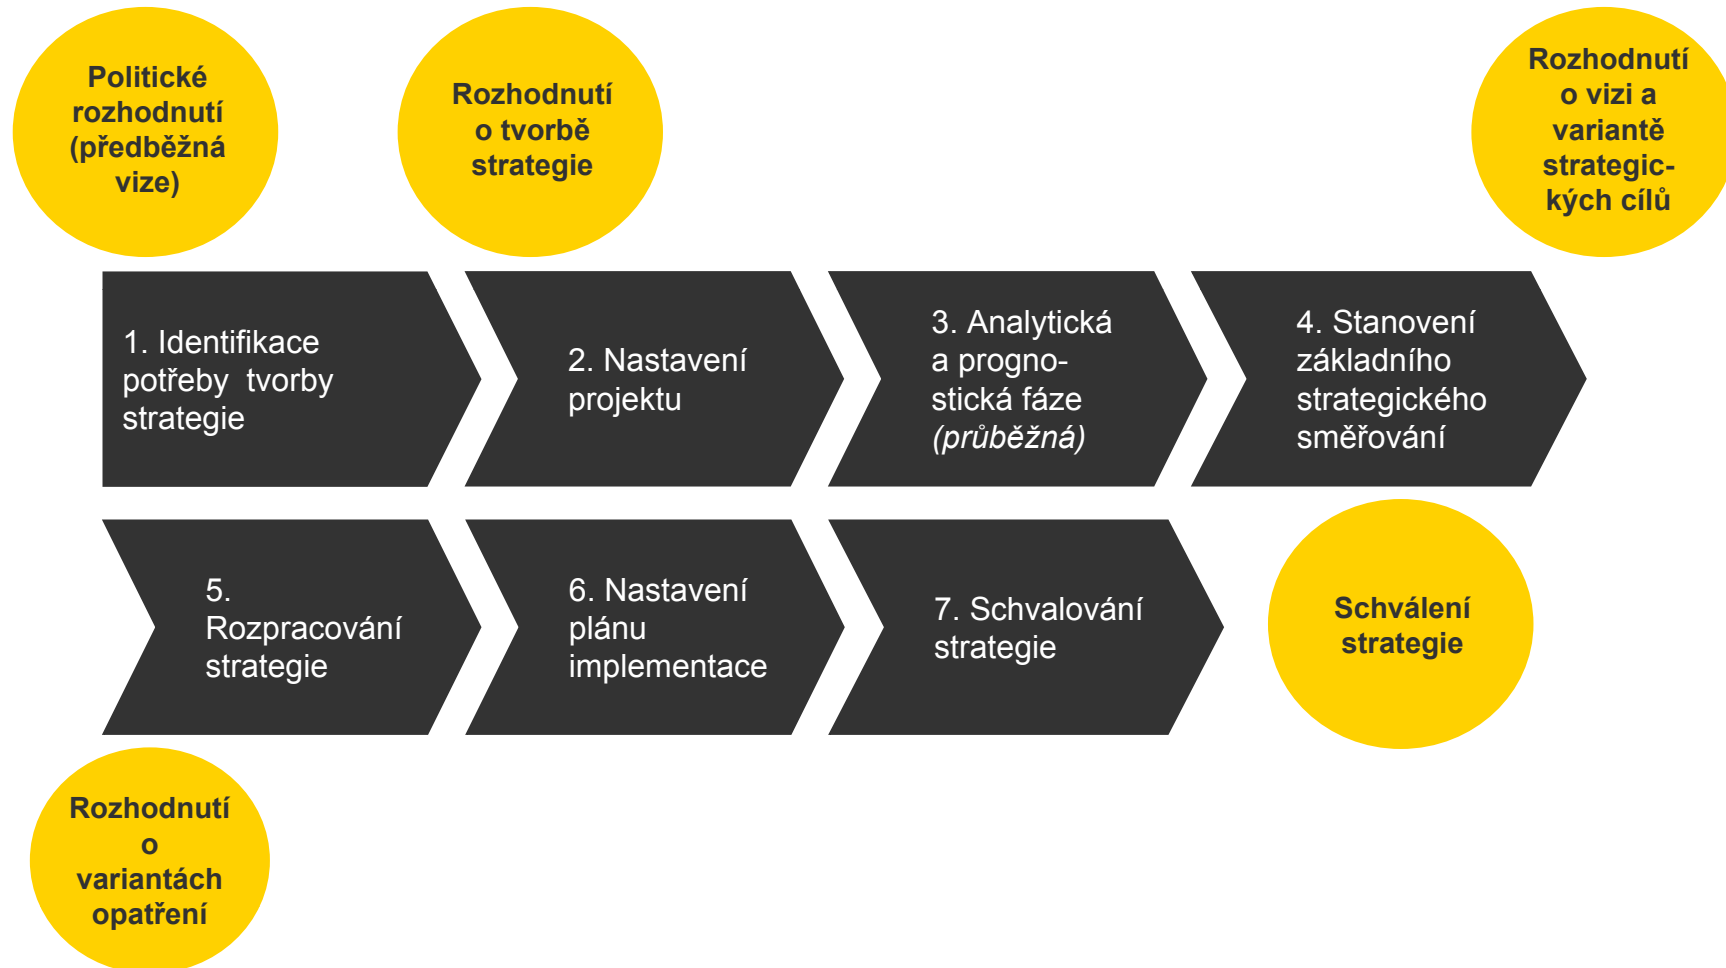 Politické
rozhodnutí
(předběžná
vize)
Rozhodnutí
o tvorbě
strategie
Rozhodnutí
o vizi a
variantě
strategic-
kých cílů
1. Identifikace
potřeby  tvorby
strategie
2. Nastavení
projektu
3. Analytická
a progno-
stická fáze
(průběžná)
4. Stanovení
základního
strategického
směřování
5.
Rozpracování
strategie
6. Nastavení
plánu
implementace
7. Schvalování
strategie
Schválení
strategie
Rozhodnutí
o
variantách
opatření